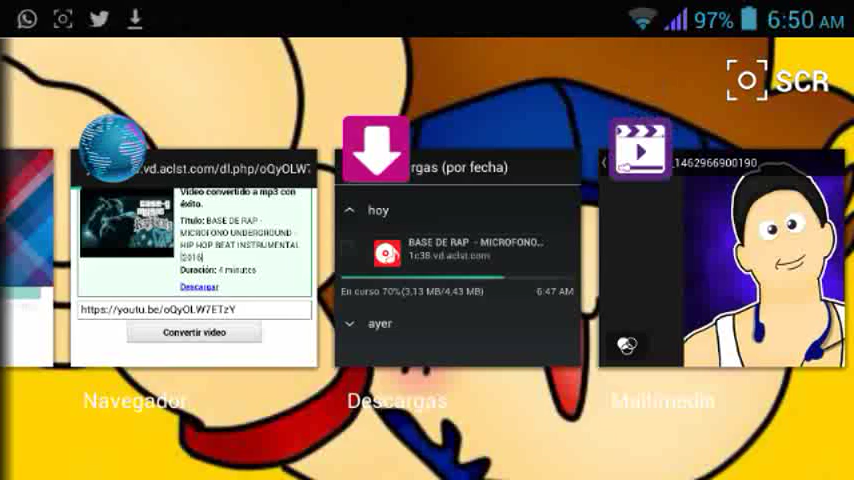 97% 6:50 AM
SCR
.vd.aclst.com/dl.php/oQyOLW7
Video convertido a mp3 con
éxito.
Título: BASE DE RAP -
MICROFONO UNDERGROUND -
HIP HOP BEAT INSTRUMENTAL
[2016]
Duración: 4 minutes
Descargar
https://youtu.be/oQyOLW7ETzY
Convertir video
Navegador
rgas (por fecha)
hoy
BASE DE RAP - MICROFONO...
1c38.vd.aclst.com
En curso 70%(3,13 MB/4,43 MB) 6:47 AM
ayer
Descargas
_1462966900190
Multimedia